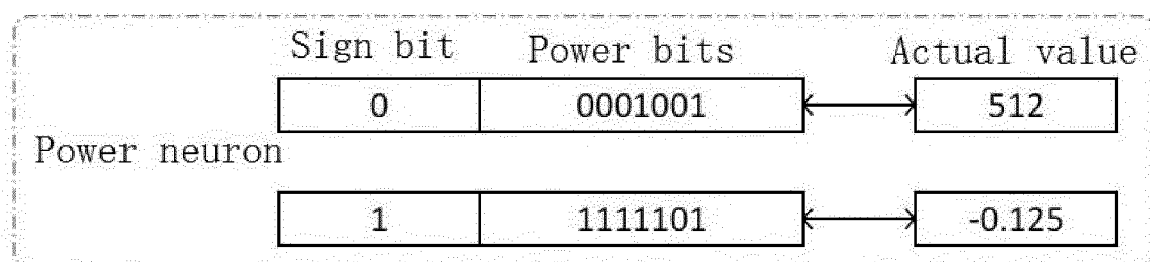 Sign bit Power bits Actual value
0 0001001 512
Power neuron
1 1111101 -0.125